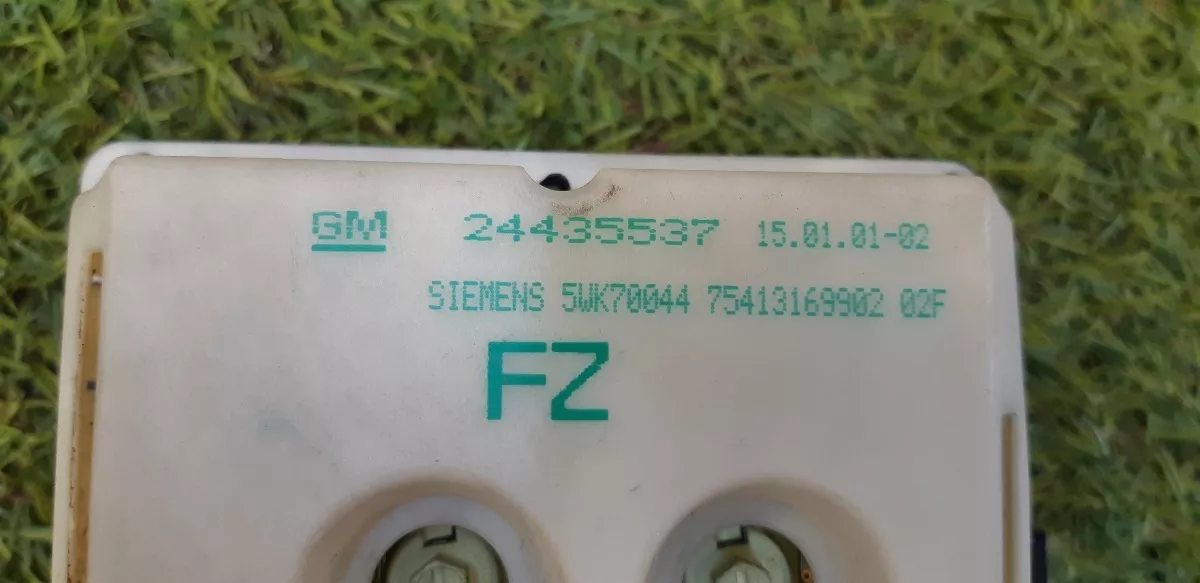 GM 24435537 15.01.01-02
SIEMENS 5WK70044 75413169902 02F
FZ